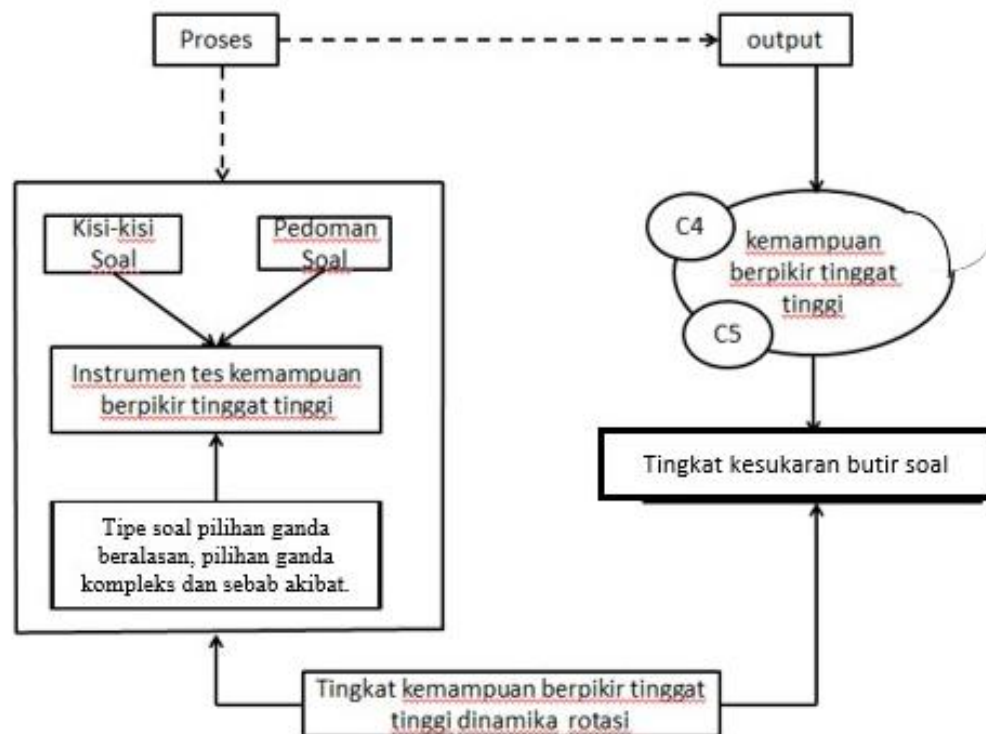 Proses
output
Kisi-kisi
Soal
Pedoman
Soal
Instrumen tes kemampuan
berpikir tinggat tinggi
Tipe soal pilihan ganda
beralasan, pilihan ganda
kompleks dan sebab akibat.
C4
kemampuan
berpikir tinggat
tinggi
C5
Tingkat kesukaran butir soal
Tingkat kemampuan berpikir tinggat
tinggi dinamika rotasi